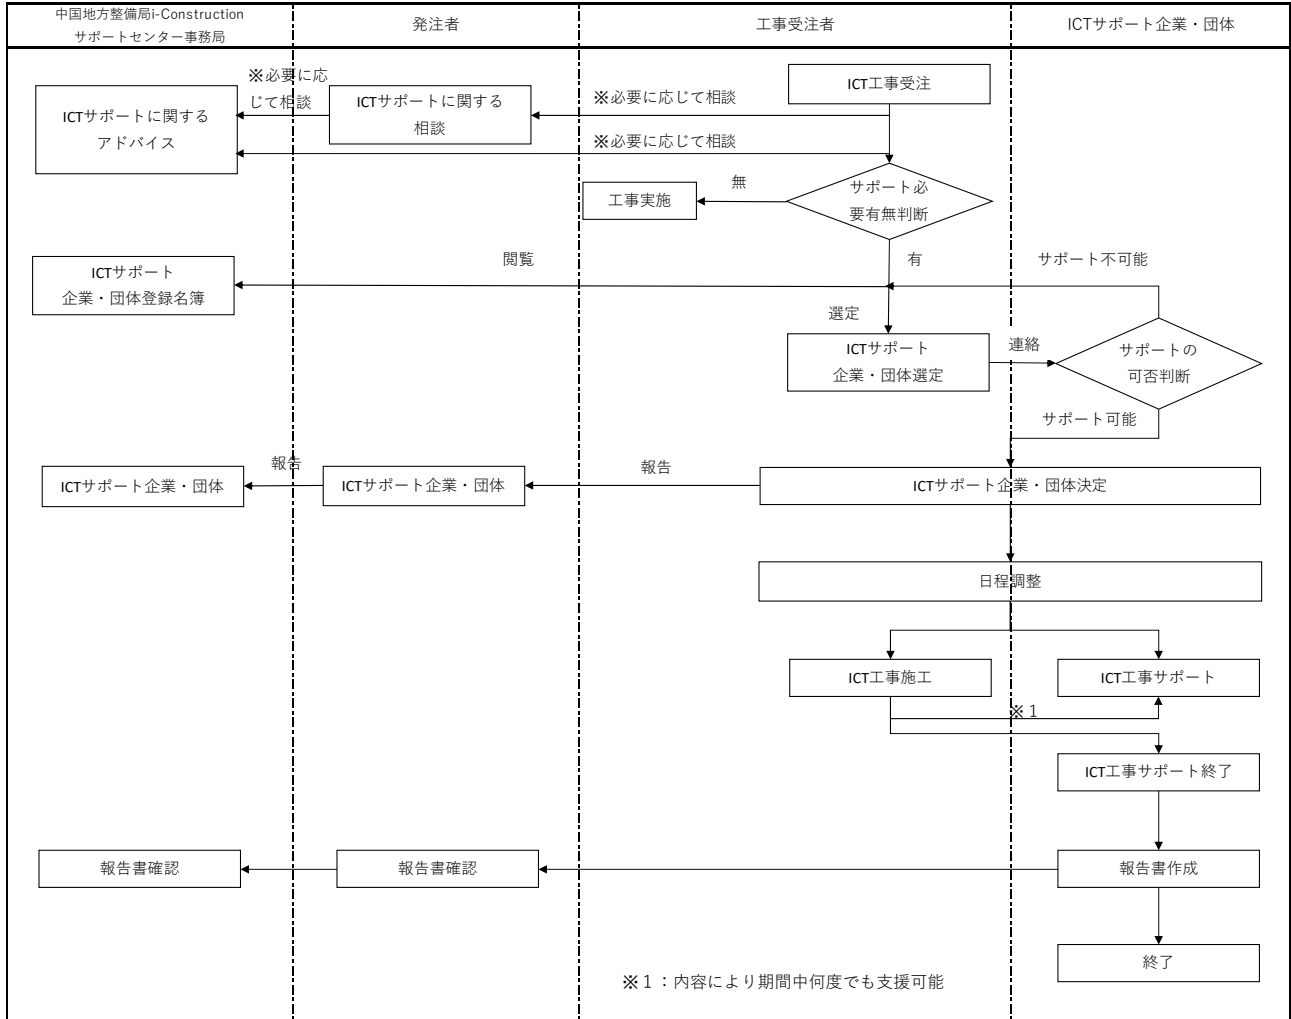 中国地方整備局i-Construction
サポートセンター事務局
発注者
工事受注者
ICTサポート企業・団体
ICT工事受注
※必要に応
じて相談
※必要に応じて相談
ICTサポートに関する
相談
ICTサポートに関する
アドバイス
※必要に応じて相談
サポート必
要有無判断
無
工事実施
有
閲覧
サポート不可能
ICTサポート
企業・団体登録名簿
選定
ICTサポート
企業・団体選定
連絡
サポートの
可否判断
サポート可能
報告
報告
ICTサポート企業・団体
ICTサポート企業・団体
ICTサポート企業・団体決定
日程調整
ICT工事施工
ICT工事サポート
※１
ICT工事サポート終了
報告書確認
報告書確認
報告書作成
終了
※１：内容により期間中何度でも支援可能